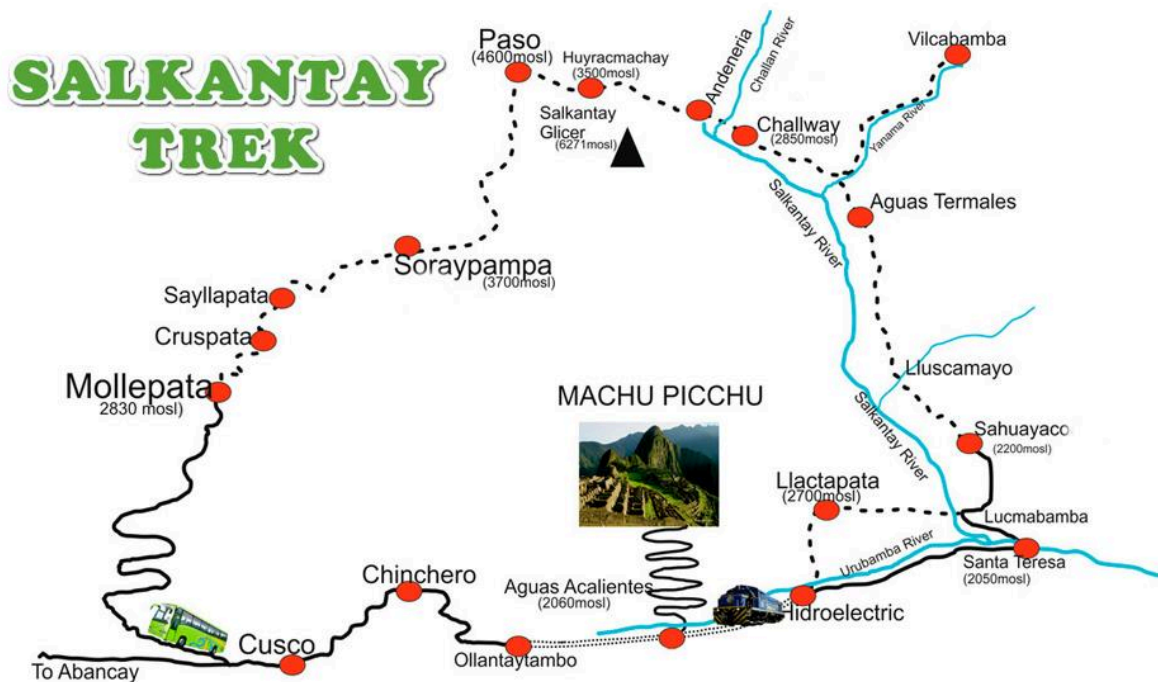 SALKANTAY
TREK
Paso
(4600mosl)
Huyracmachay
(3500mosl)
Salkantay
Glicer
(6271mosl)
Andeneria
Challan River
Challway
(2850mosl)
Vilcabamba
Yanama River
Aguas Termales
Salkantay River
Soraypampa
(3700mosl)
Sayllapata
Cruspata
Mollepata
2830 mosl)
MACHU PICCHU
Lluscamayo
Salkantay River
Sahuayaco
(2200mosl)
Llactapata
(2700mosl)
Lucmabamba
Urubamba River
Santa Teresa
(2050mosl)
Hidroelectric
Aguas Acalientes
(2060mosl)
Chinchero
Ollantaytambo
Cusco
To Abancay